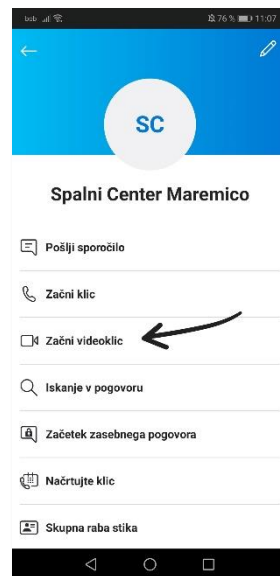 bob 76 % 11:07
SC
Spalni Center Maremico
Pošlji sporočilo
Začni klic
Začni videoklic
Iskanje v pogovoru
Začetek zasebnega pogovora
Načrtujte klic
Skupna raba stika